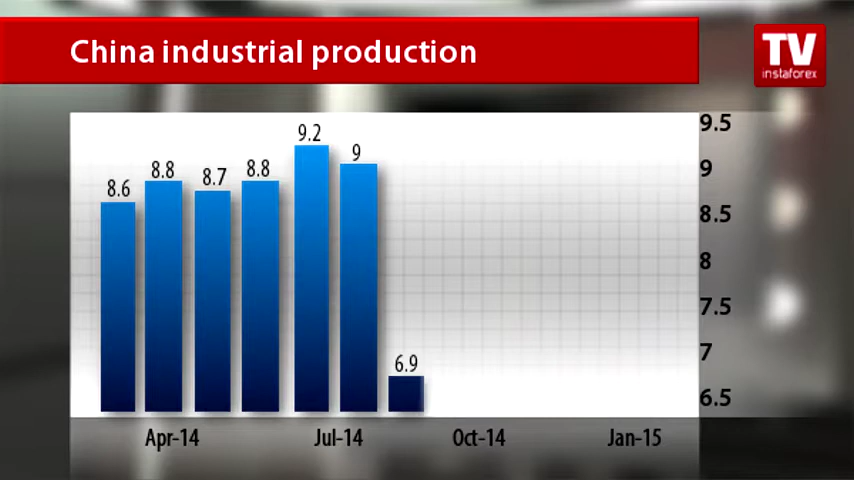 China industrial production
TV
instaforex
8.6
8.8
8.7
8.8
9.2
9
6.9
9.5
9
8.5
8
7.5
7
6.5
Apr-14
Jul-14
Oct-14
Jan-15